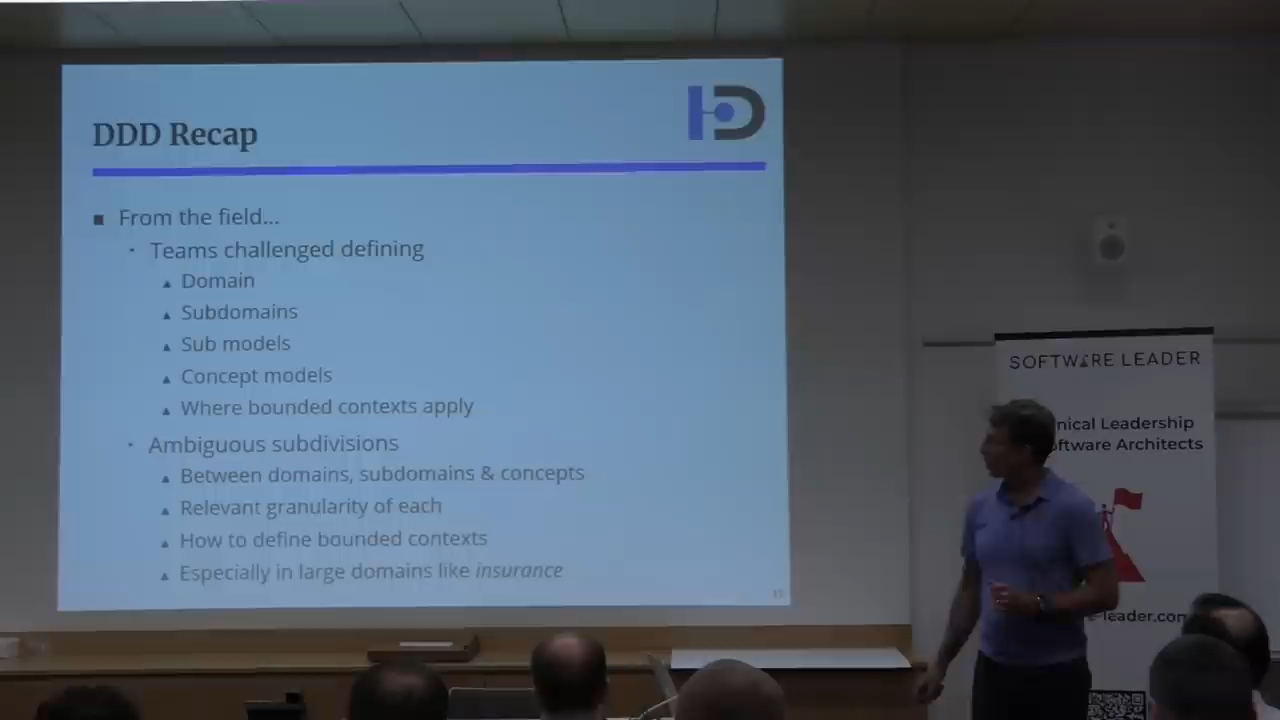 DDD Recap
From the field...
Teams challenged defining
Domain
Subdomains
Sub models
Concept models
Where bounded contexts apply
Ambiguous subdivisions
Between domains, subdomains & concepts
Relevant granularity of each
How to define bounded contexts
Especially in large domains like insurance
SOFTWARE LEADER
nical Leadership
oftware Architects
-leader.com